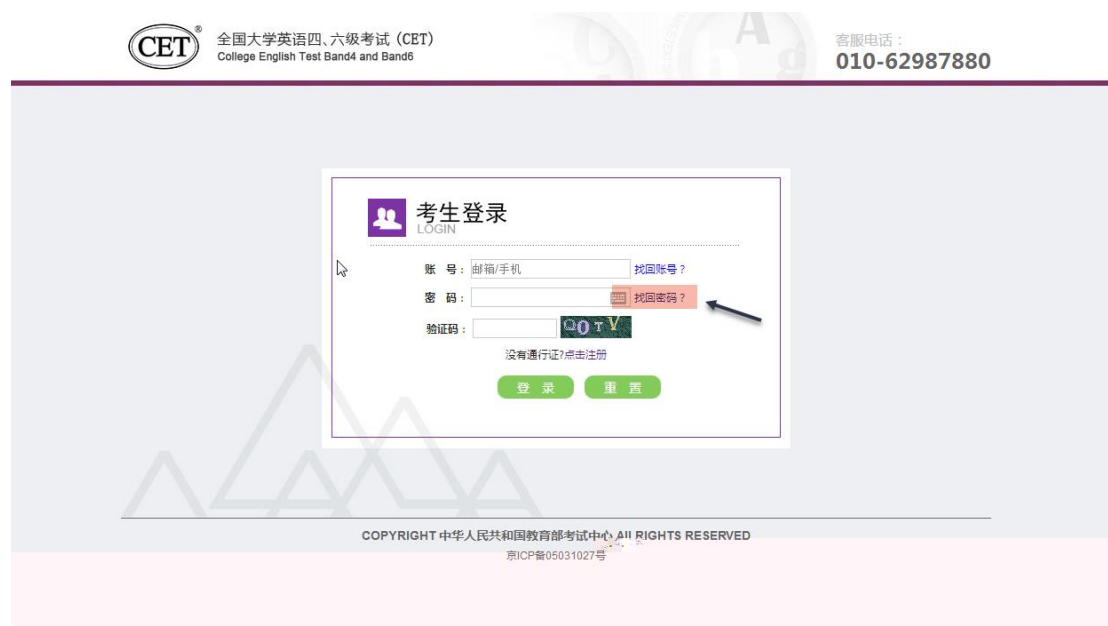 CET®
全国大学英语四、六级考试（CET）
College English Test Band4 and Band6
客服电话：
010-62987880
考生登录
LOGIN
账 号：邮箱/手机 找回账号？
密 码： 找回密码？
验证码： QOTV
没有通行证?点击注册
登 录 重 置
COPYRIGHT 中华人民共和国教育部考试中心 All RIGHTS RESERVED
京ICP备05031027号